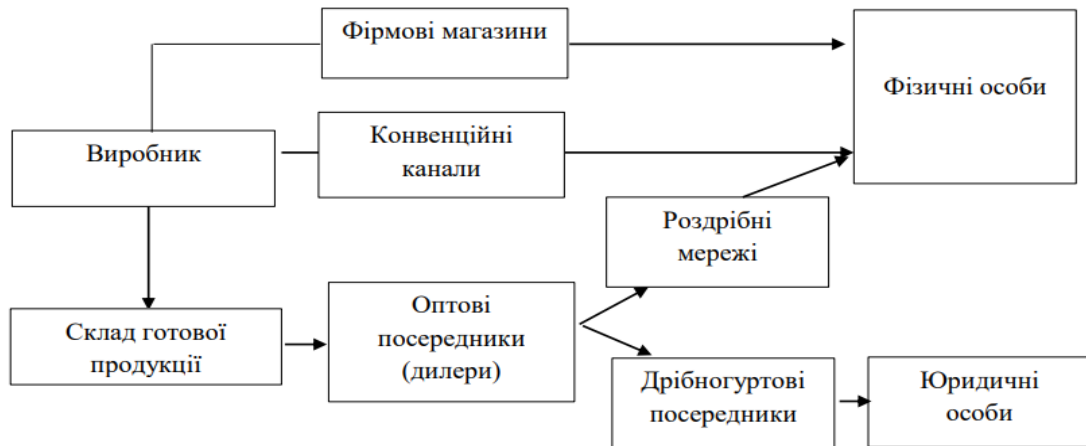 Фірмові магазини
Фізичні особи
Виробник
Конвенційні
канали
Роздрібні
мережі
Склад готової
продукції
Оптові
посередники
(дилери)
Дрібногуртові
посередники
Юридичні
особи